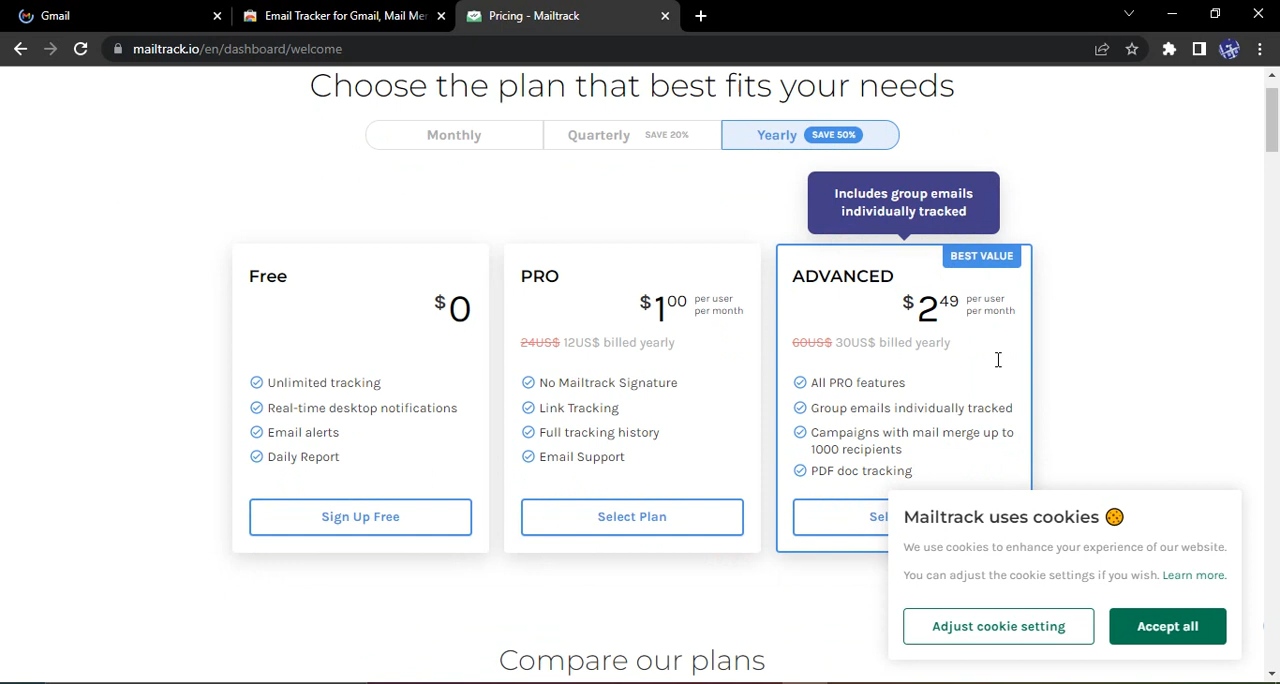 Gmail
Email Tracker for Gmail, Mail Mer
Pricing - Mailtrack
mailtrack.io/en/dashboard/welcome
Choose the plan that best fits your needs
Monthly
Quarterly SAVE 20%
Yearly SAVE 50%
Includes group emails
individually tracked
Free
$0
Unlimited tracking
Real-time desktop notifications
Email alerts
Daily Report
Sign Up Free
PRO
$1 00 per user
per month
24US$ 12US$ billed yearly
No Mailtrack Signature
Link Tracking
Full tracking history
Email Support
Select Plan
BEST VALUE
ADVANCED
$2 49 per user
per month
60US$ 30US$ billed yearly
All PRO features
Group emails individually tracked
Campaigns with mail merge up to
1000 recipients
PDF doc tracking
Sel
Mailtrack uses cookies 🍪
We use cookies to enhance your experience of our website.
You can adjust the cookie settings if you wish. Learn more.
Adjust cookie setting
Accept all
Compare our plans